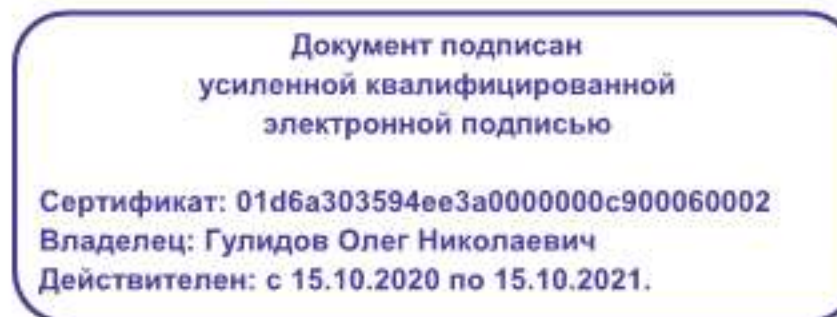 Документ подписан
усиленной квалифицированной
электронной подписью
Сертификат: 01d6a303594ee3a0000000c900060002
Владелец: Гулидов Олег Николаевич
Действителен: с 15.10.2020 по 15.10.2021.